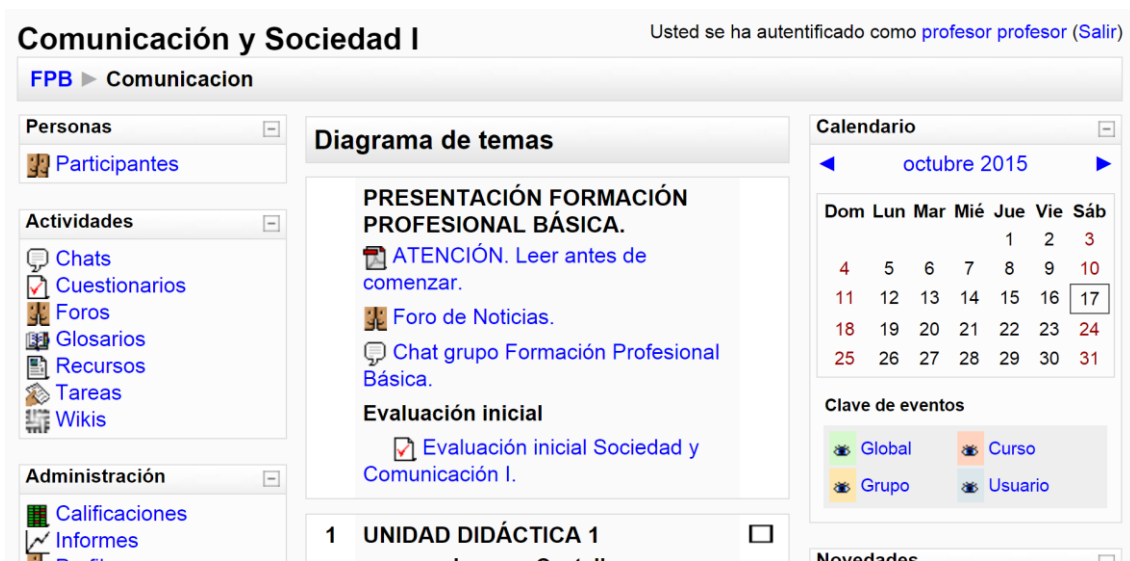 Comunicación y Sociedad I
Usted se ha autentificado como profesor profesor (Salir)
FPB ► Comunicacion
Personas
Participantes
Actividades
Chats
Cuestionarios
Foros
Glosarios
Recursos
Tareas
Wikis
Administración
Calificaciones
Informes
Diagrama de temas
PRESENTACIÓN FORMACIÓN
PROFESIONAL BÁSICA.
ATENCIÓN. Leer antes de
comenzar.
Foro de Noticias.
Chat grupo Formación Profesional
Básica.
Evaluación inicial
Evaluación inicial Sociedad y
Comunicación I.
1 UNIDAD DIDÁCTICA 1
Calendario
◄ octubre 2015 ►
Dom Lun Mar Mié Jue Vie Sáb
1 2 3
4 5 6 7 8 9 10
11 12 13 14 15 16 17
18 19 20 21 22 23 24
25 26 27 28 29 30 31
Clave de eventos
Global Curso
Grupo Usuario
Novedades